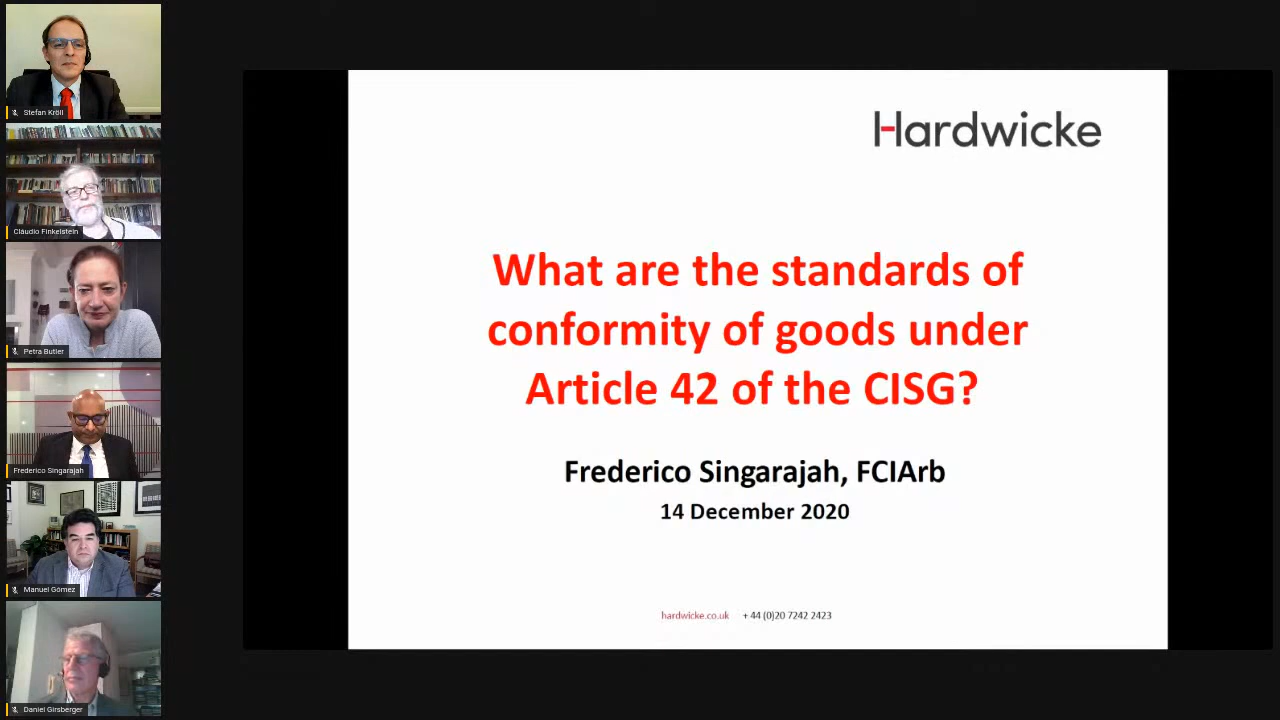 Stefan Kröll
Cláudio Finkelstein
Petra Butler
Frederico Singarajah
Manuel Gómez
Daniel Girsberger
Hardwicke
What are the standards of
conformity of goods under
Article 42 of the CISG?
Frederico Singarajah, FCIArb
14 December 2020
hardwicke.co.uk + 44 (0)20 7242 2423